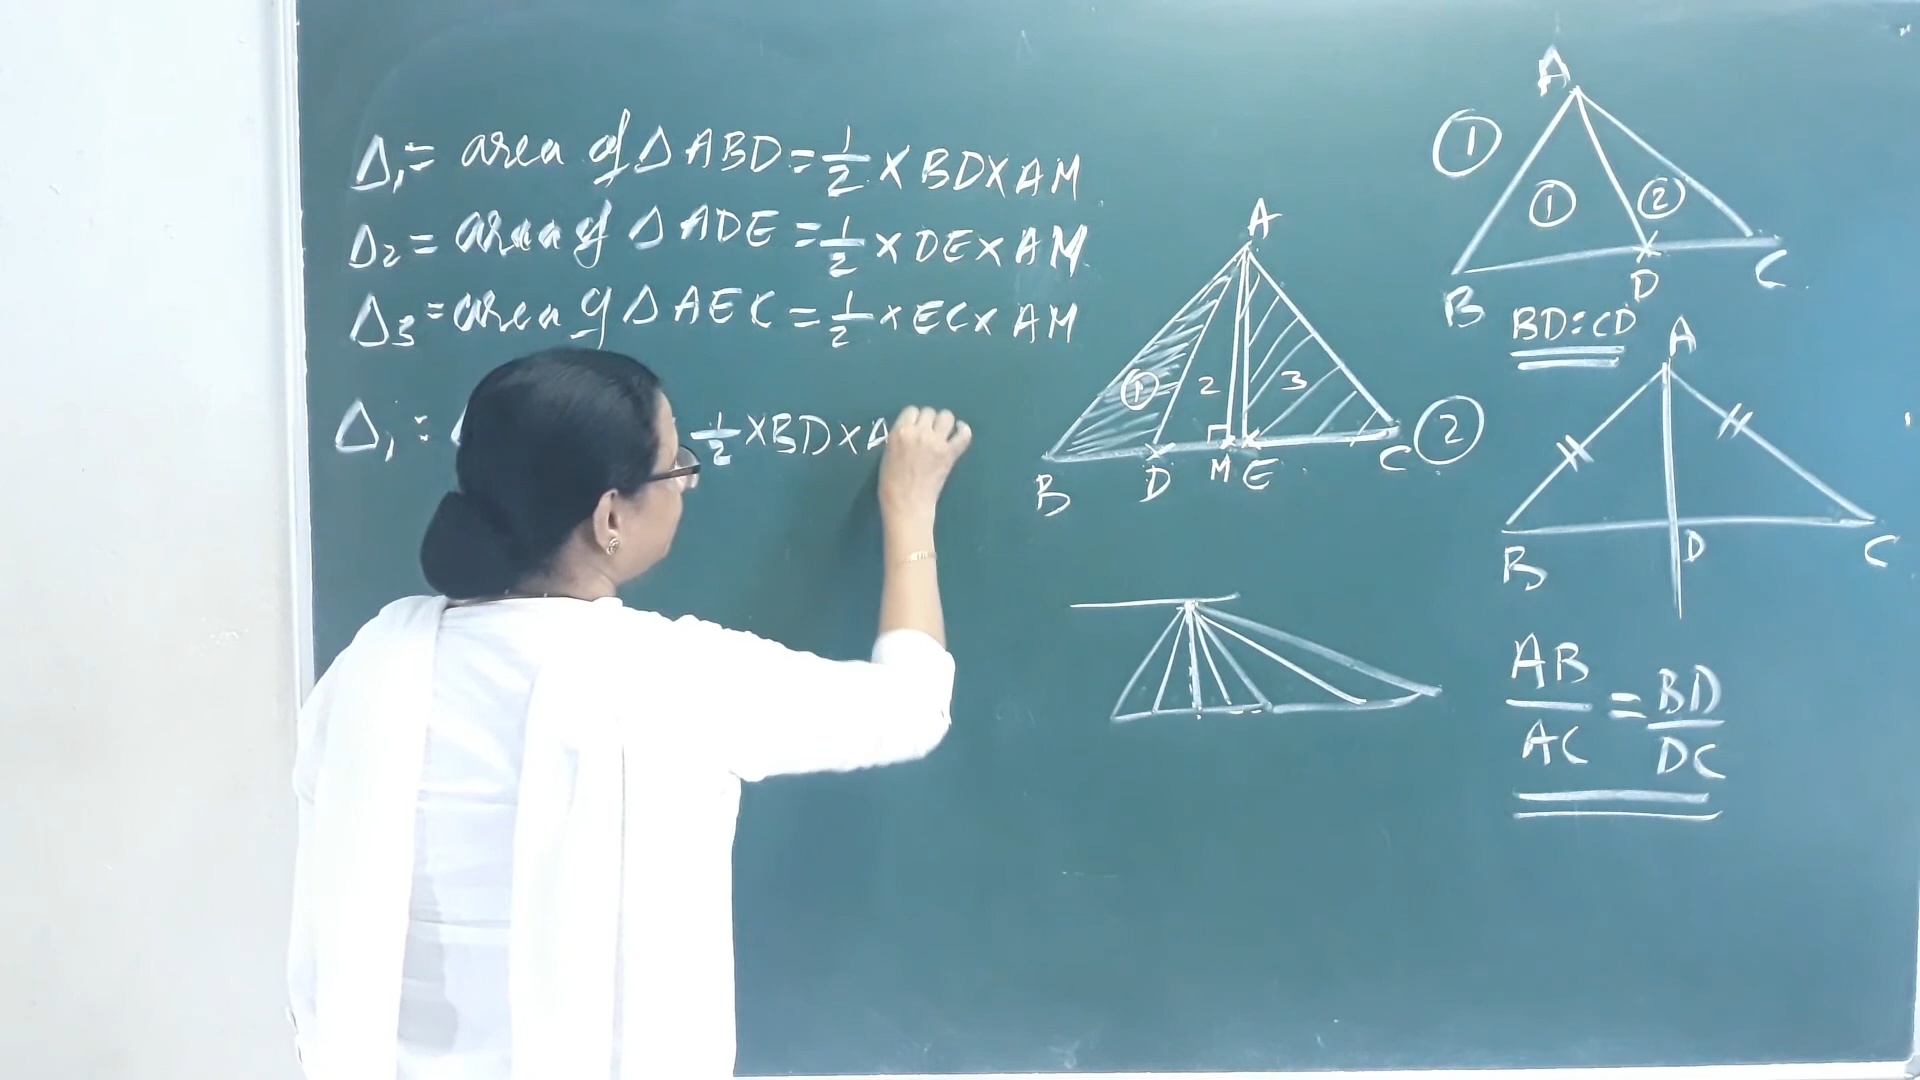 Δ₁ = area of Δ ABD = 1/2 × BD × AM
Δ₂ = area of Δ ADE = 1/2 × DE × AM
Δ₃ = area of Δ AEC = 1/2 × EC × AM
Δ₁ : 1/2 × BD × A
A
1 2 3
B D M E C
②
①
A
① ②
B D C
BD = CD
A
B D C
AB/AC = BD/DC